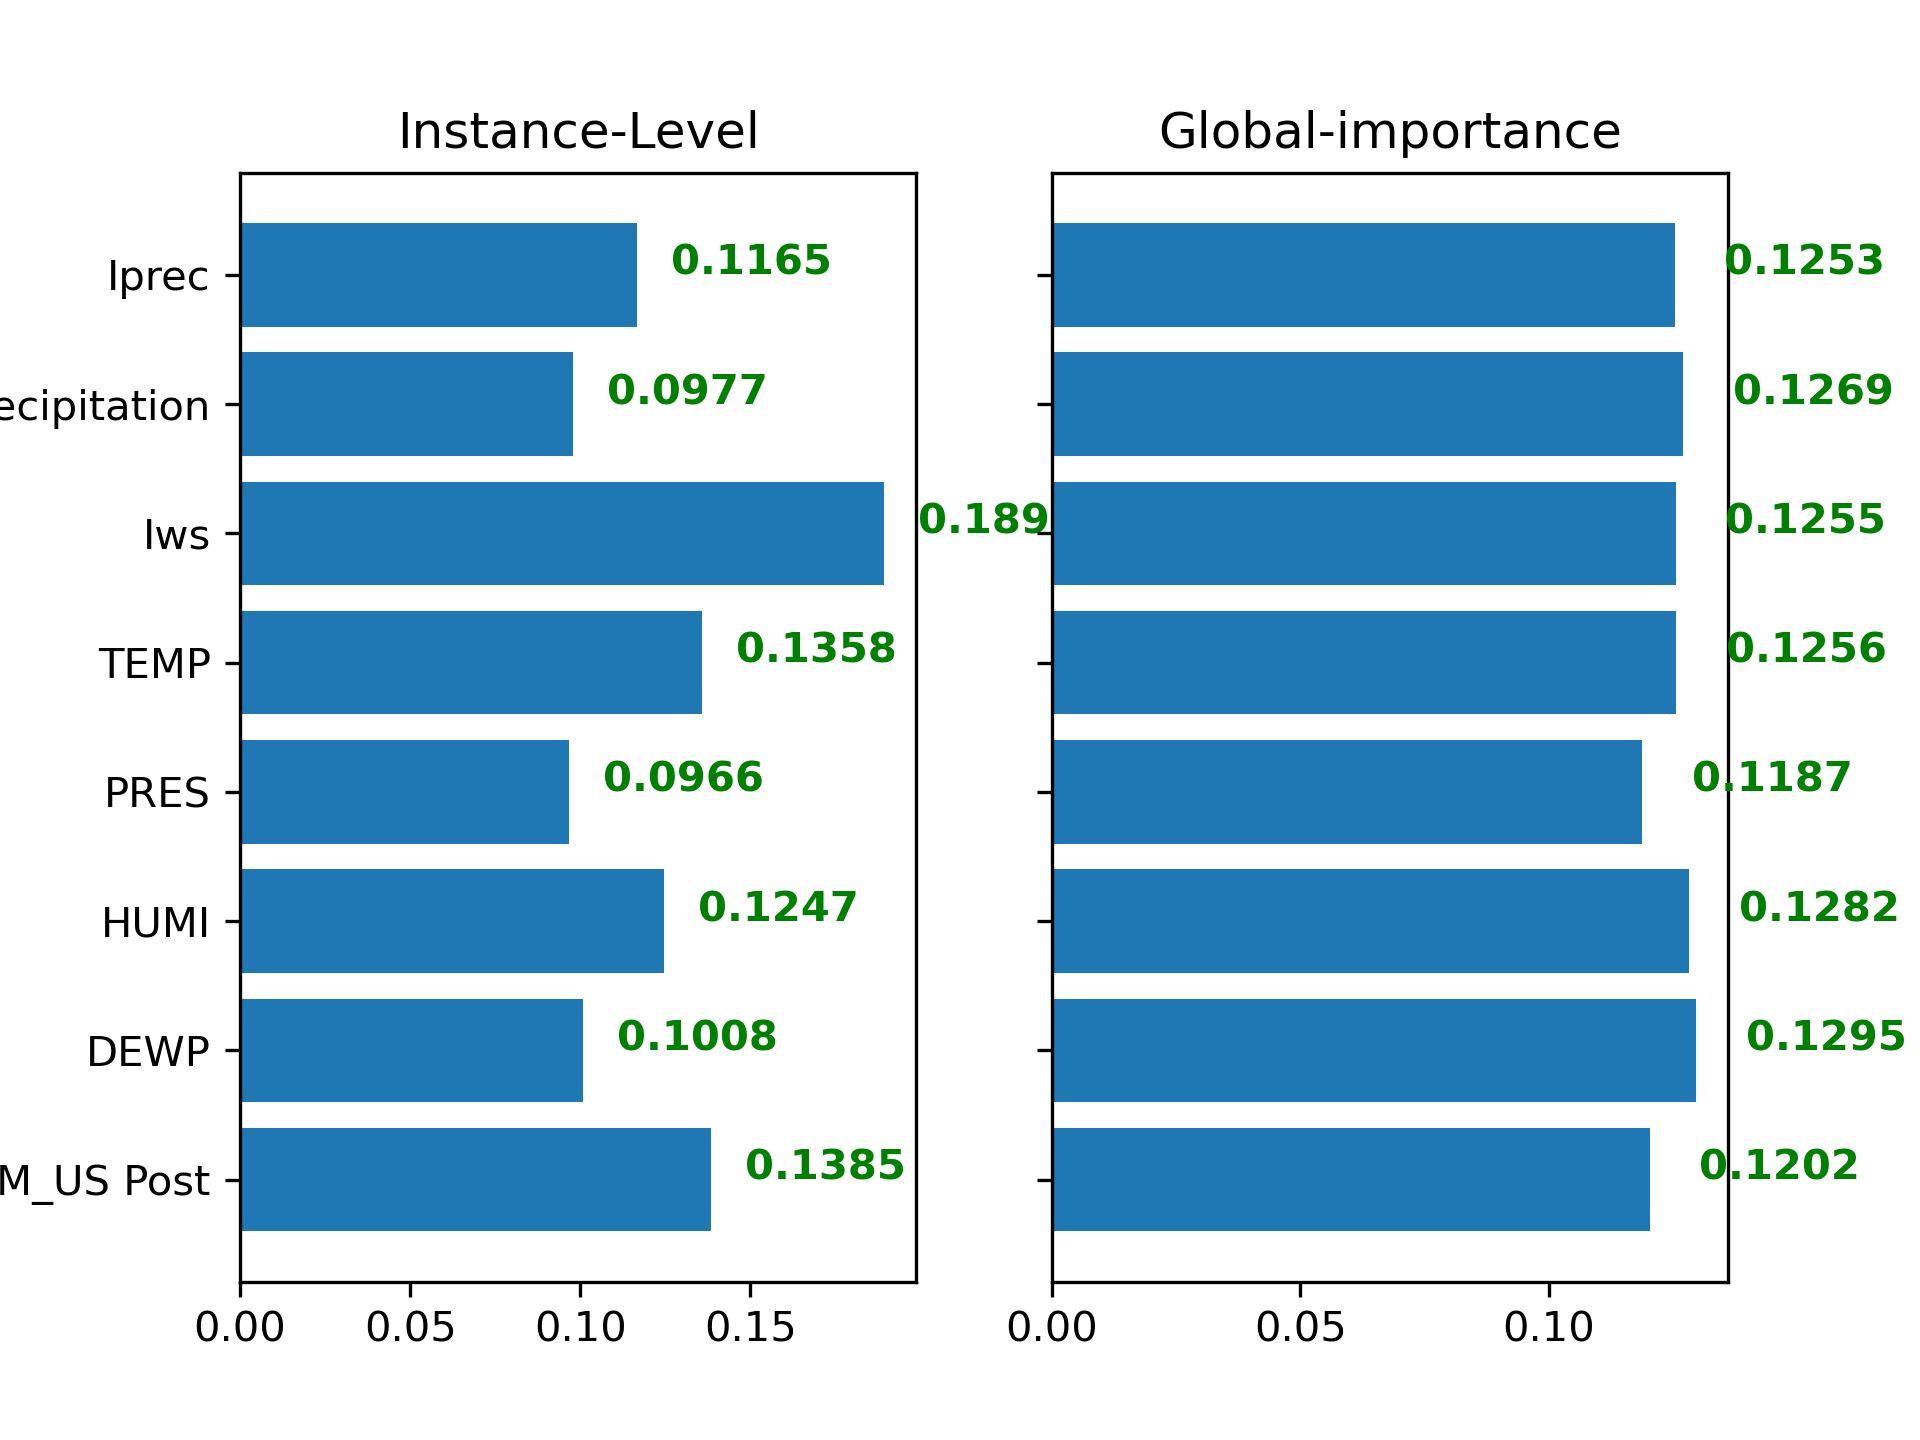 Instance-Level
Iprec
ecipitation
Iws
TEMP
PRES
HUMI
DEWP
M_US Post
0.1165
0.0977
0.189
0.1358
0.0966
0.1247
0.1008
0.1385
0.00 0.05 0.10 0.15
Global-importance
0.1253
0.1269
0.1255
0.1256
0.1187
0.1282
0.1295
0.1202
0.00 0.05 0.10